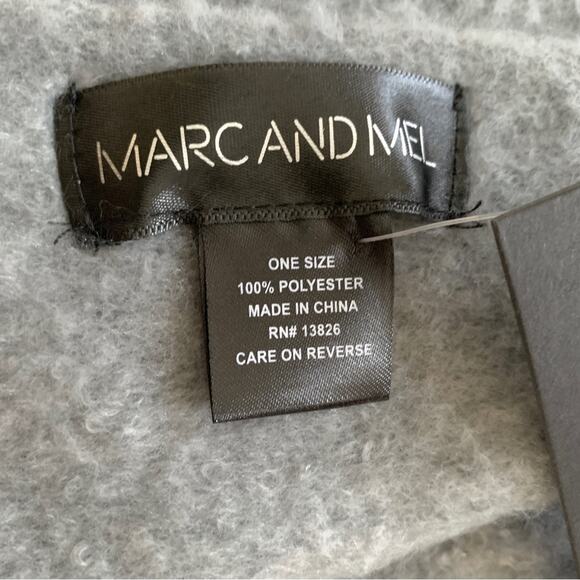 MARC AND MEL
ONE SIZE
100% POLYESTER
MADE IN CHINA
RN# 13826
CARE ON REVERSE